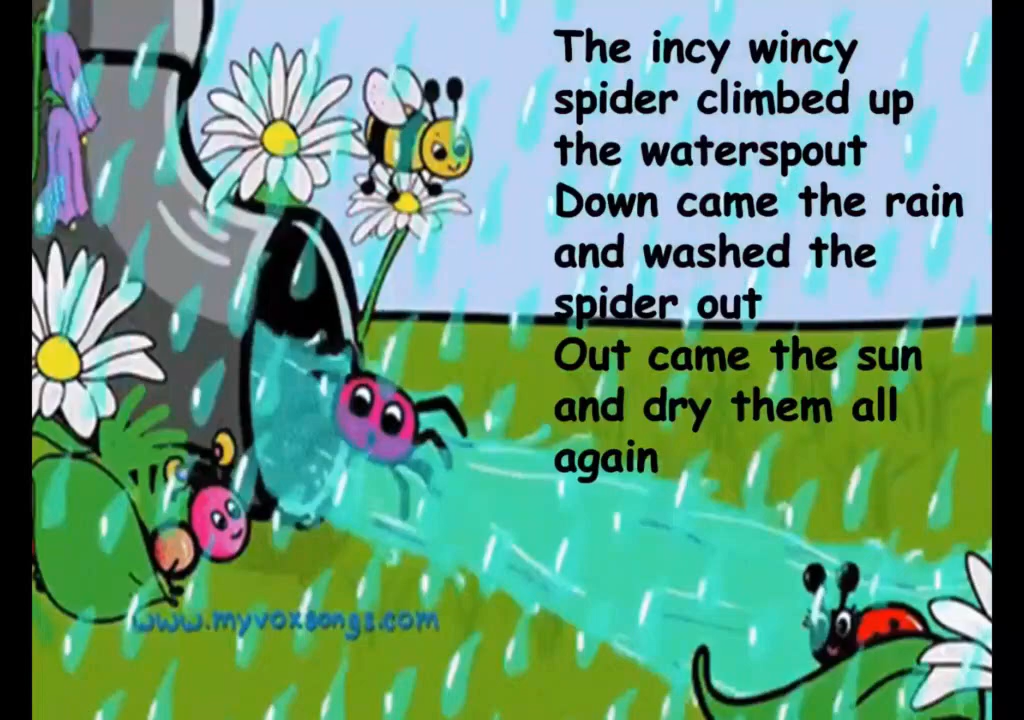 The incy wincy
spider climbed up
the waterspout
Down came the rain
and washed the
spider out
Out came the sun
and dry them all
again
www.myvoxsongs.com